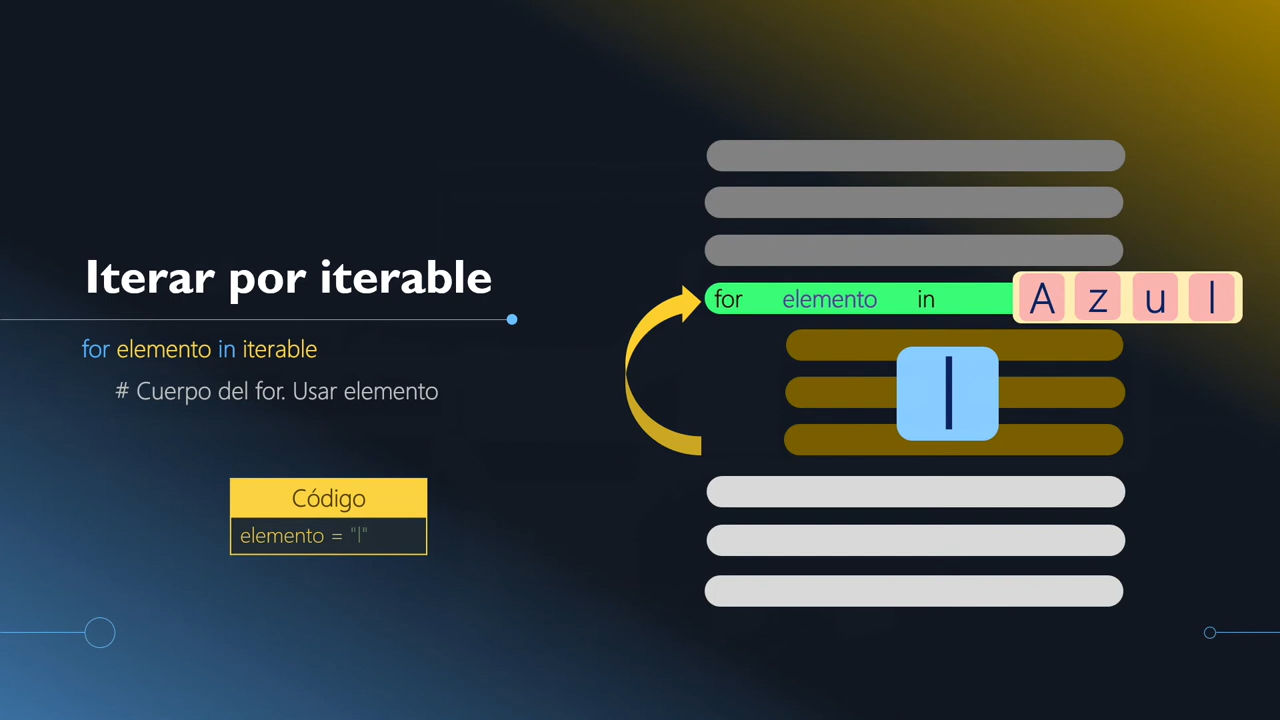 Iterar por iterable
for elemento in iterable
# Cuerpo del for. Usar elemento
Código
elemento = "l"
for elemento in A z u l
l